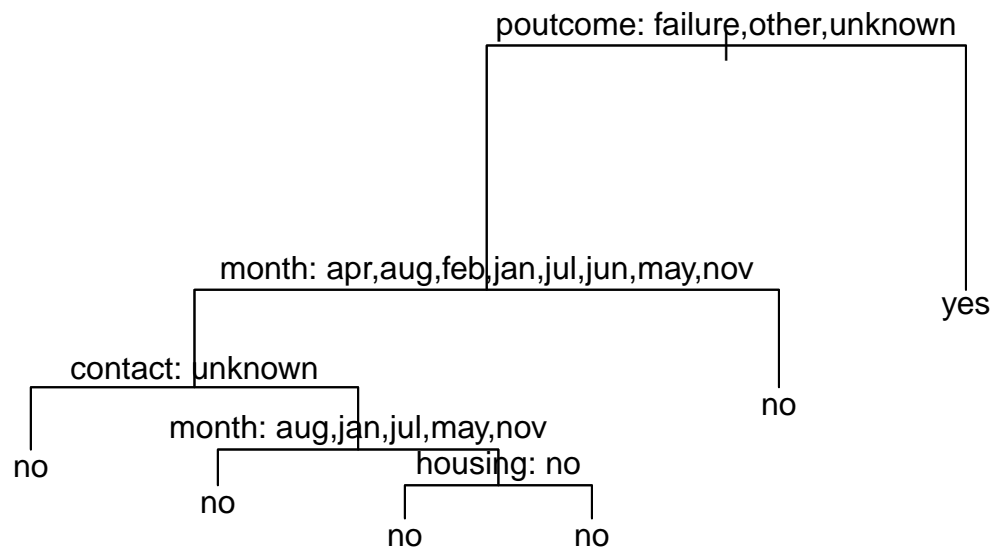 poutcome: failure,other,unknown
month: apr,aug,feb,jan,jul,jun,may,nov
yes
contact: unknown
no
month: aug,jan,jul,may,nov
housing: no
no
no
no
no